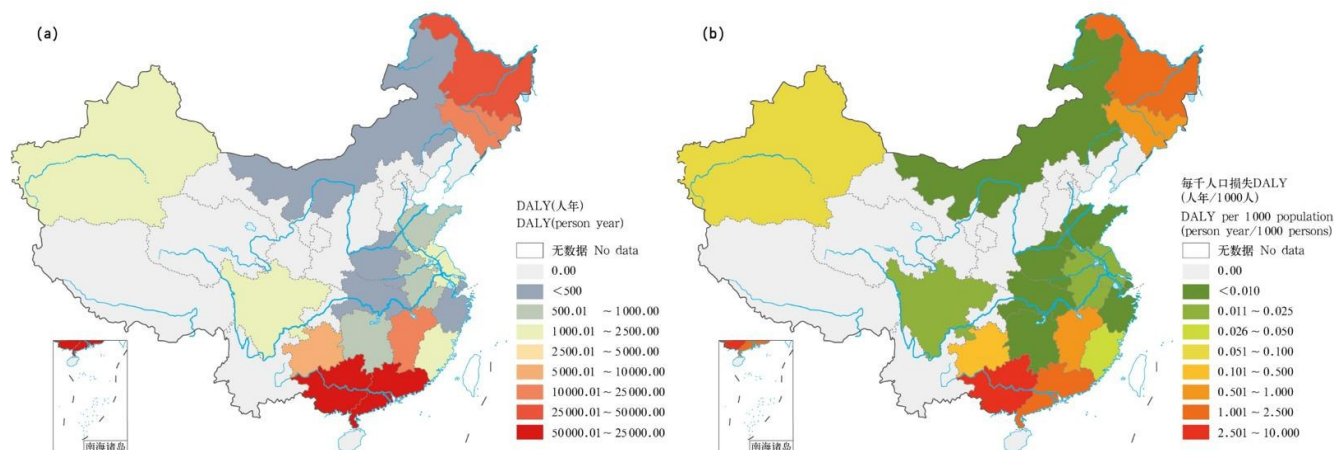 (a)
DALY(人年)
DALY(person year)
无数据 No data
0.00
<500
500.01 ~ 1000.00
1000.01 ~ 2500.00
2500.01 ~ 5000.00
5000.01 ~ 10000.00
10000.01 ~ 25000.00
25000.01 ~ 50000.00
50000.01 ~ 25000.00
南海诸岛
(b)
每千人口损失DALY
(人年/1000人)
DALY per 1000 population
(person year/1000 persons)
无数据 No data
0.00
<0.010
0.011 ~ 0.025
0.026 ~ 0.050
0.051 ~ 0.100
0.101 ~ 0.500
0.501 ~ 1.000
1.001 ~ 2.500
2.501 ~ 10.000
南海诸岛